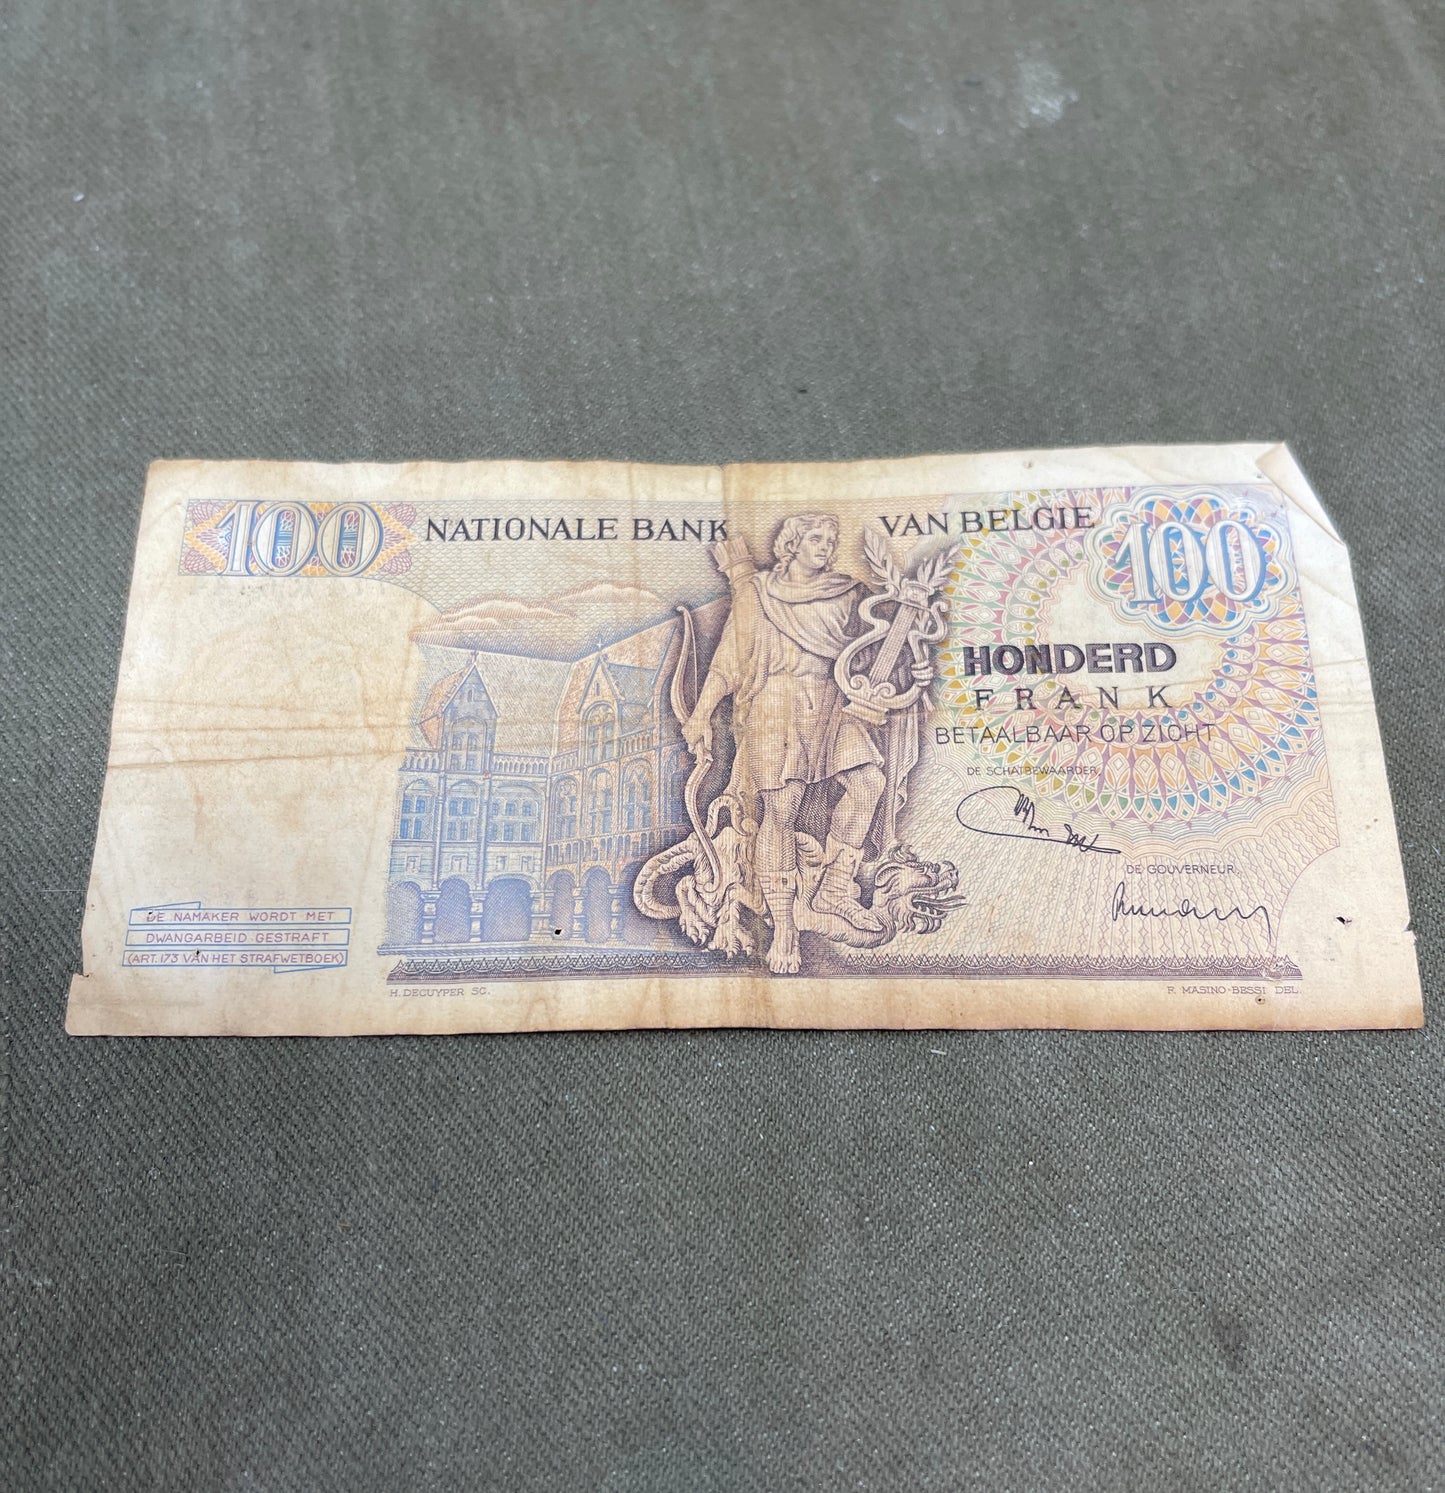 100 NATIONALE BANK VAN BELGIE 100
HONDERD
FRANK
BETAALBAAR OP ZICHT
DE SCHATBEWAARDER,
DE GOUVERNEUR,
DE NAMAKER WORDT MET
DWANGARBEID GESTRAFT
(ART. 173 VAN HET STRAFWETBOEK)
H. DECUYPER SC.
F. MASINO-BESSI DEL.